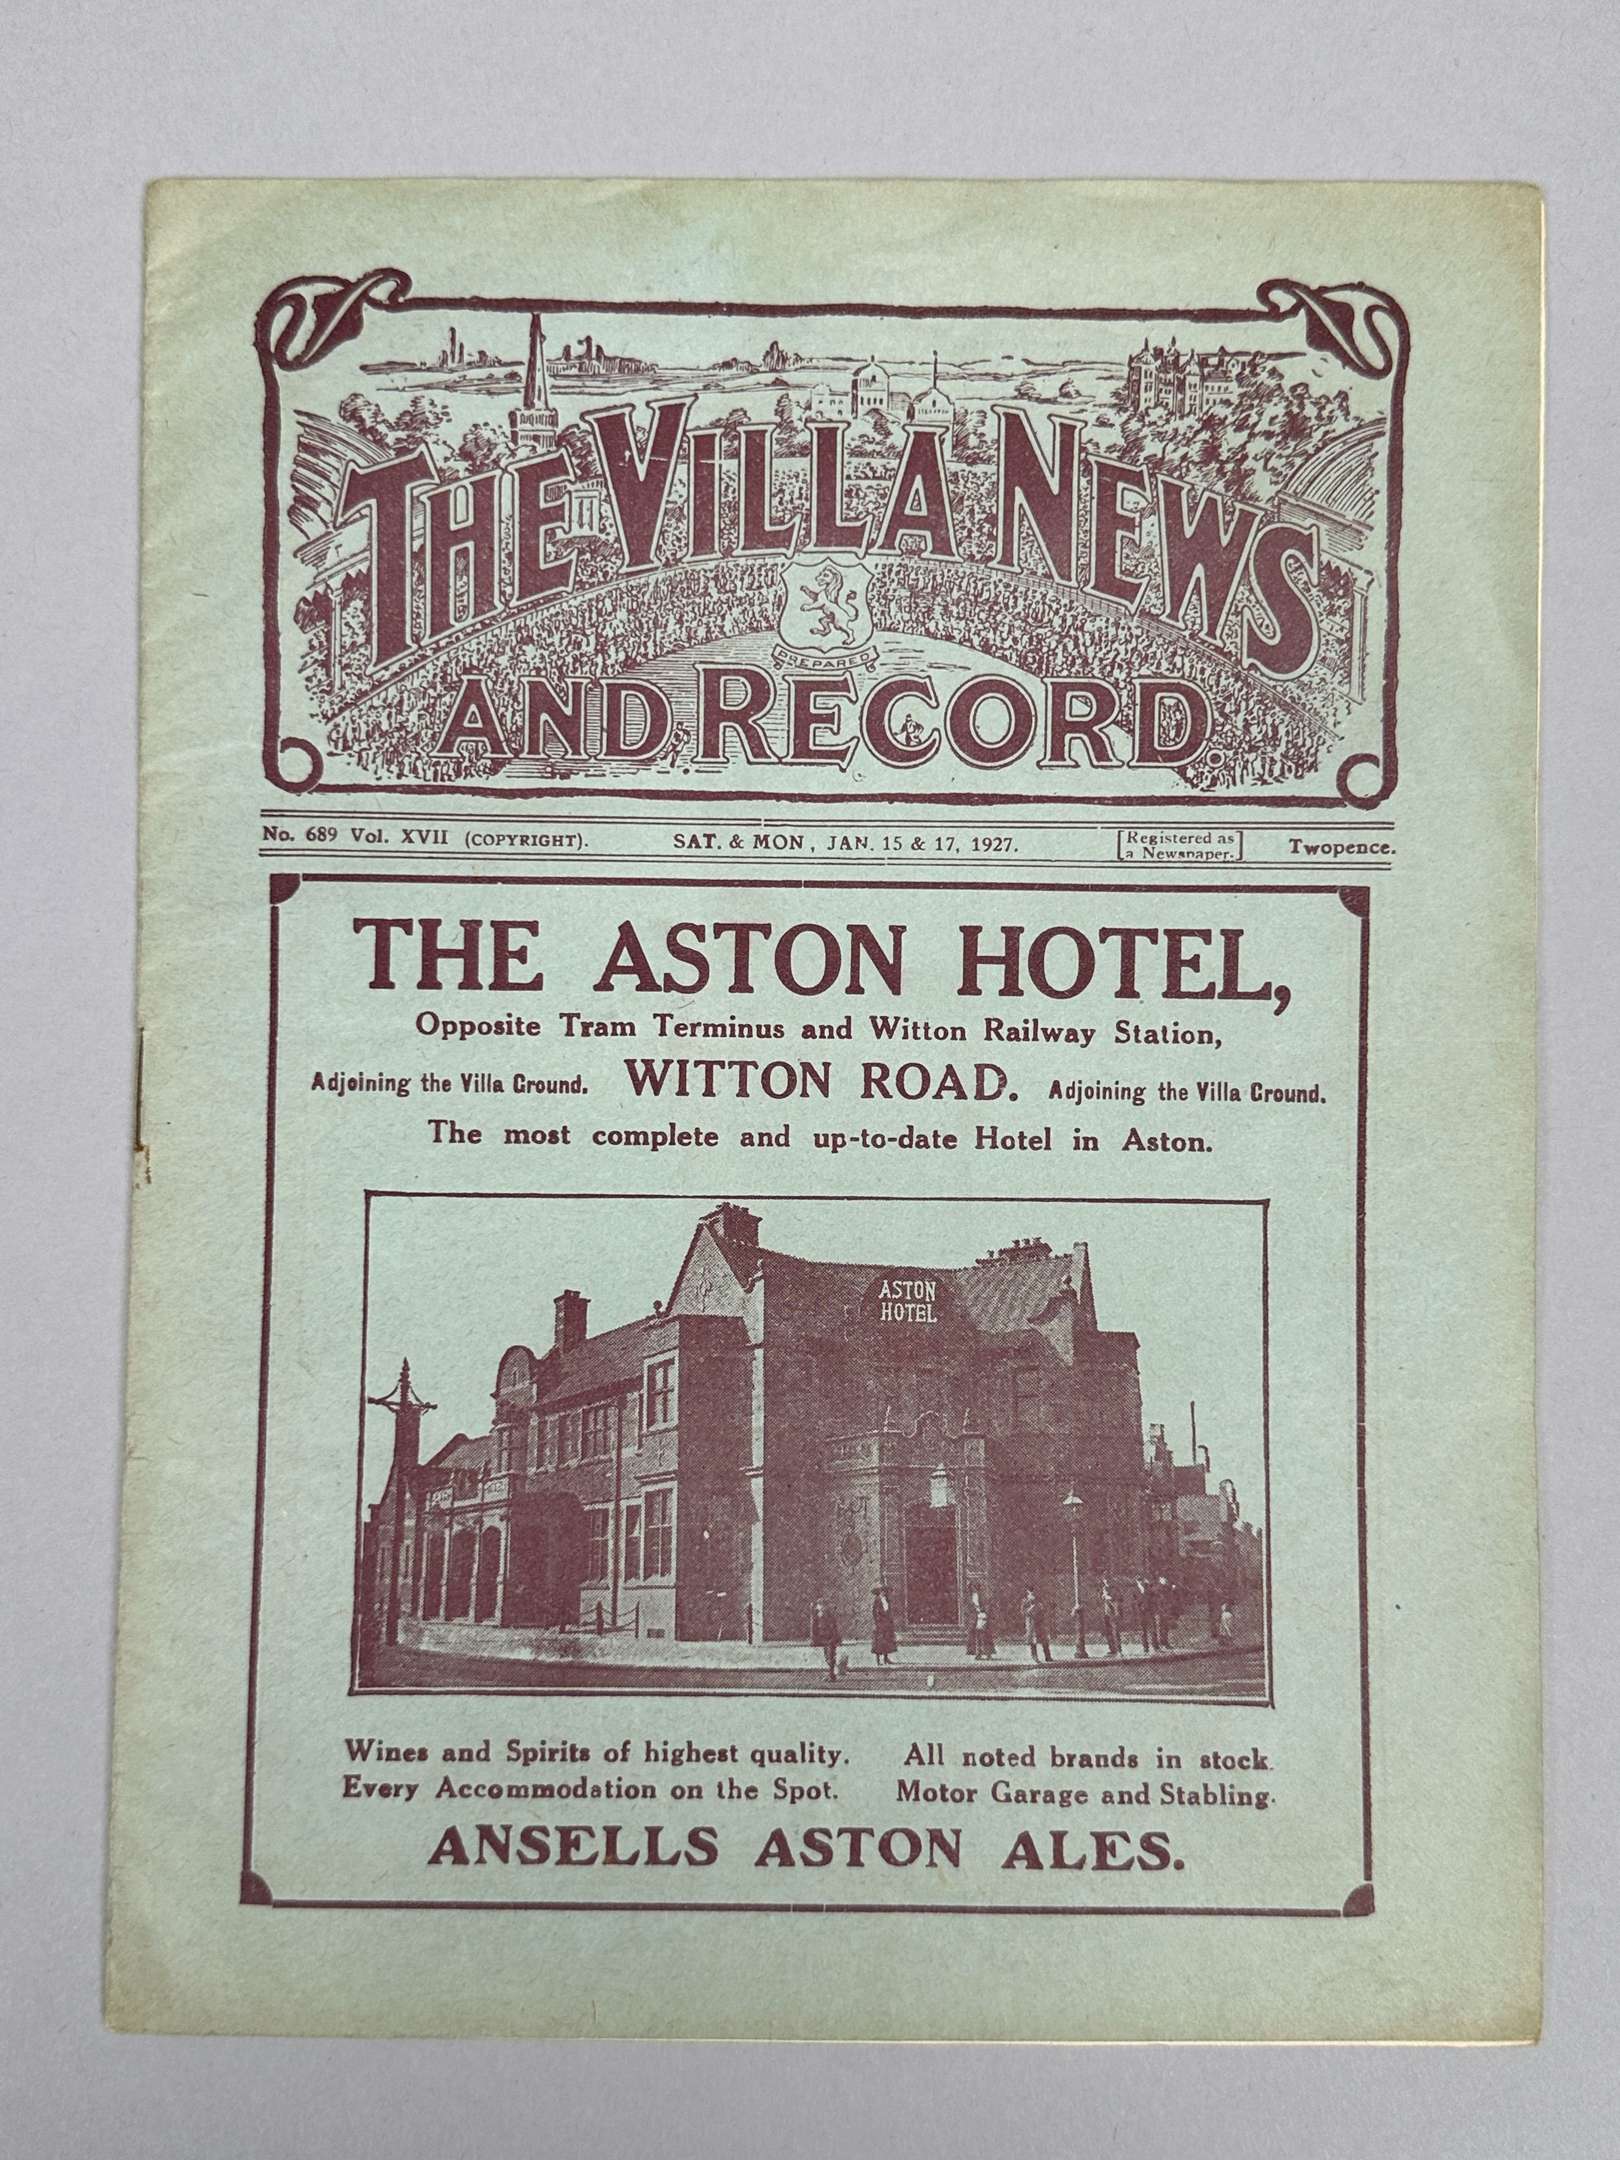 THE VILLA NEWS
PREPARED
AND RECORD.
No. 689 Vol. XVII (COPYRIGHT). SAT. & MON, JAN. 15 & 17, 1927. [Registered as a Newspaper.] Twopence.
THE ASTON HOTEL,
Opposite Tram Terminus and Witton Railway Station,
Adjoining the Villa Ground. WITTON ROAD. Adjoining the Villa Ground.
The most complete and up-to-date Hotel in Aston.
ASTON
HOTEL
Wines and Spirits of highest quality. All noted brands in stock.
Every Accommodation on the Spot. Motor Garage and Stabling.
ANSELLS ASTON ALES.